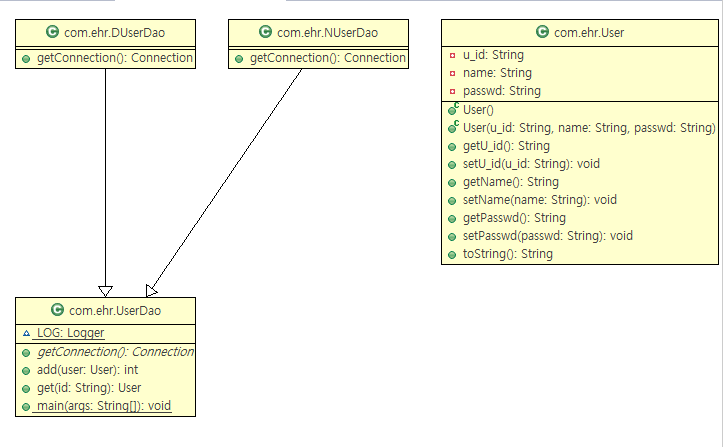 com.ehr.DUserDao
getConnection(): Connection
com.ehr.NUserDao
getConnection(): Connection
com.ehr.User
u_id: String
name: String
passwd: String
User()
User(u_id: String, name: String, passwd: String)
getU_id(): String
setU_id(u_id: String): void
getName(): String
setName(name: String): void
getPasswd(): String
setPasswd(passwd: String): void
toString(): String
com.ehr.UserDao
LOG: Logger
getConnection(): Connection
add(user: User): int
get(id: String): User
main(args: String[]): void